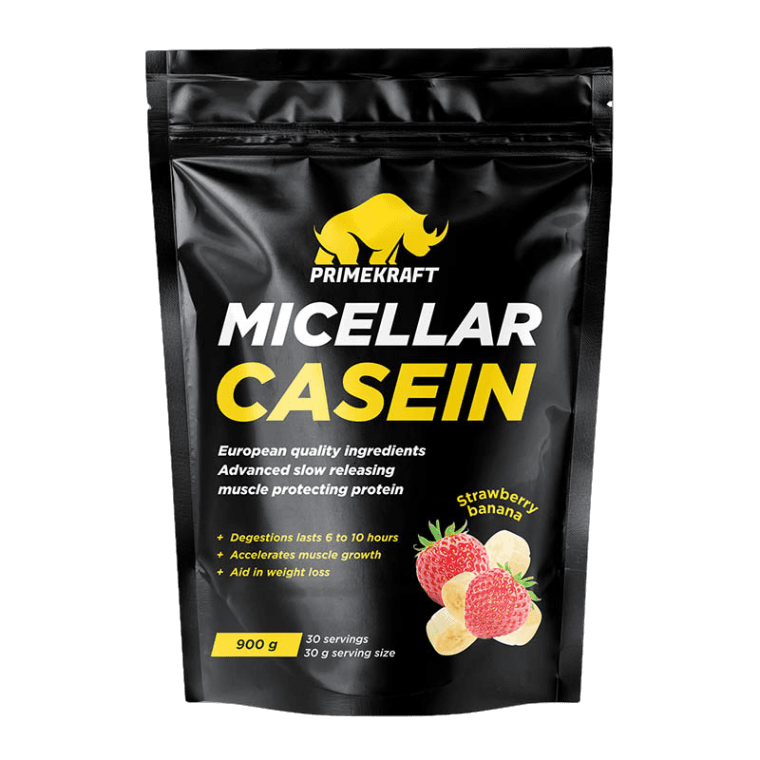 PRIMEKRAFT
MICELLAR
CASEIN
European quality ingredients
Advanced slow releasing
muscle protecting protein
Strawberry
banana
+ Degestions lasts 6 to 10 hours
+ Accelerates muscle growth
+ Aid in weight loss
900 g
30 servings
30 g serving size